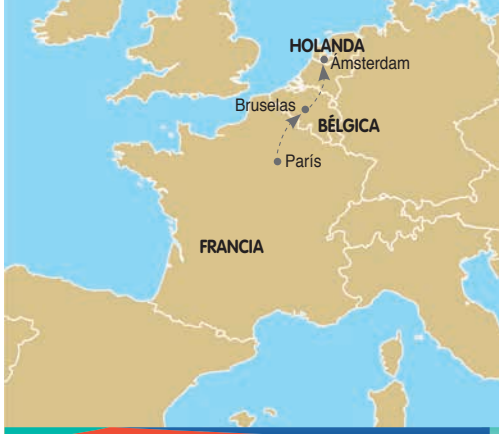 HOLANDA
Ámsterdam
Bruselas
BÉLGICA
París
FRANCIA